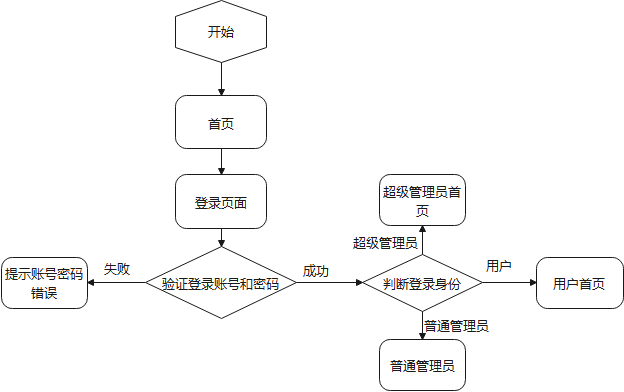 开始
首页
登录页面
超级管理员首
页
超级管理员
提示账号密码
错误
失败
验证登录账号和密码
成功
判断登录身份
用户
用户首页
普通管理员
普通管理员